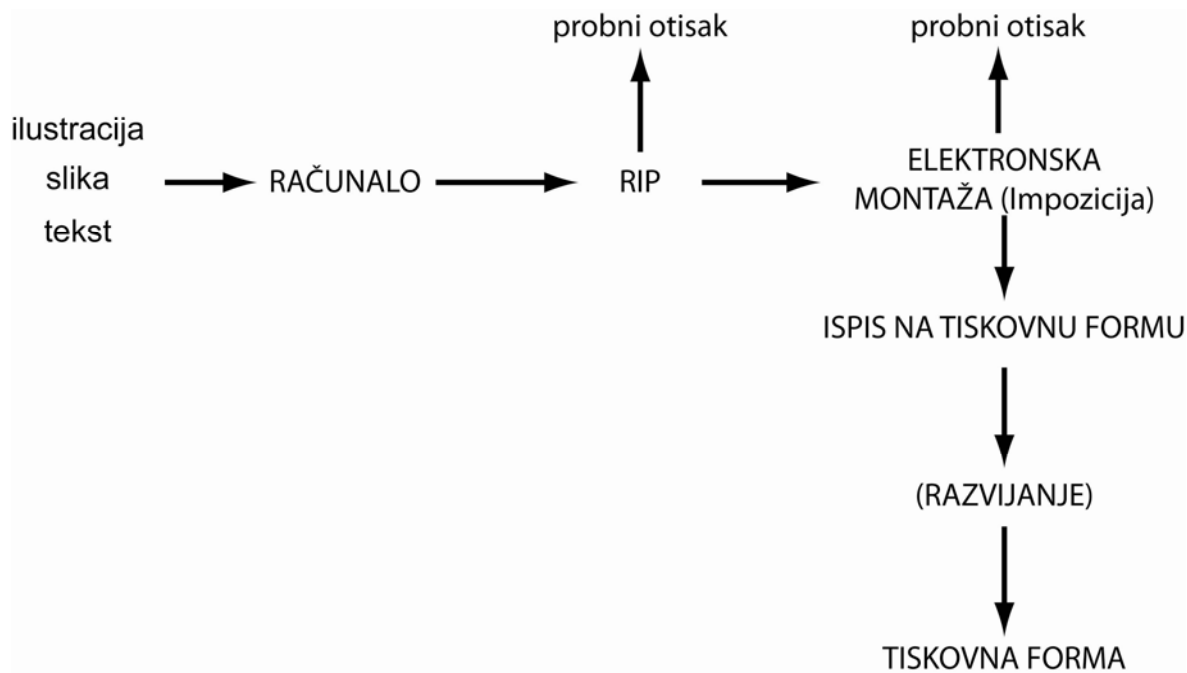 probni otisak
probni otisak
ilustracija
slika
tekst
RAČUNALO
RIP
ELEKTRONSKA
MONTAŽA (Impozicija)
ISPIS NA TISKOVNU FORMU
(RAZVIJANJE)
TISKOVNA FORMA